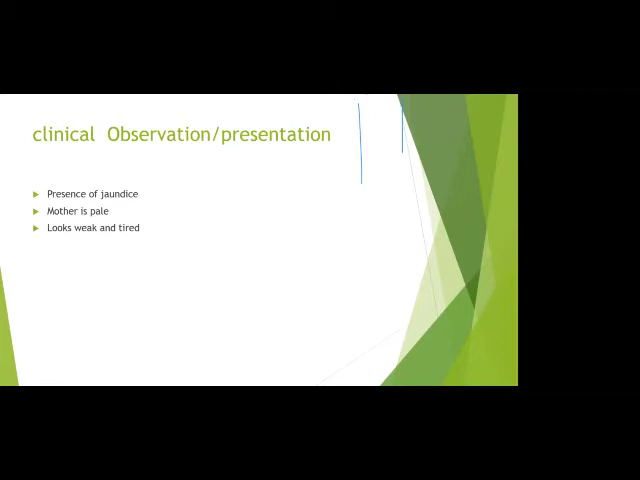 clinical Observation/presentation
Presence of jaundice
Mother is pale
Looks weak and tired